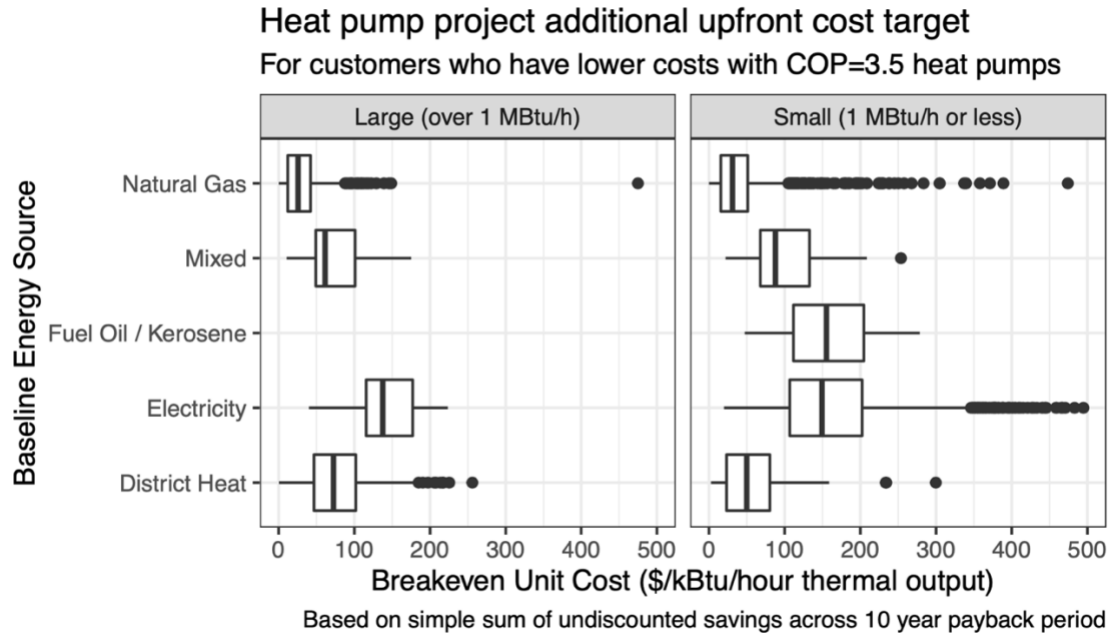 Heat pump project additional upfront cost target
For customers who have lower costs with COP=3.5 heat pumps
Large (over 1 MBtu/h)
Small (1 MBtu/h or less)
Baseline Energy Source
Natural Gas
Mixed
Fuel Oil / Kerosene
Electricity
District Heat
0 100 200 300 400 500
0 100 200 300 400 500
Breakeven Unit Cost ($/kBtu/hour thermal output)
Based on simple sum of undiscounted savings across 10 year payback period